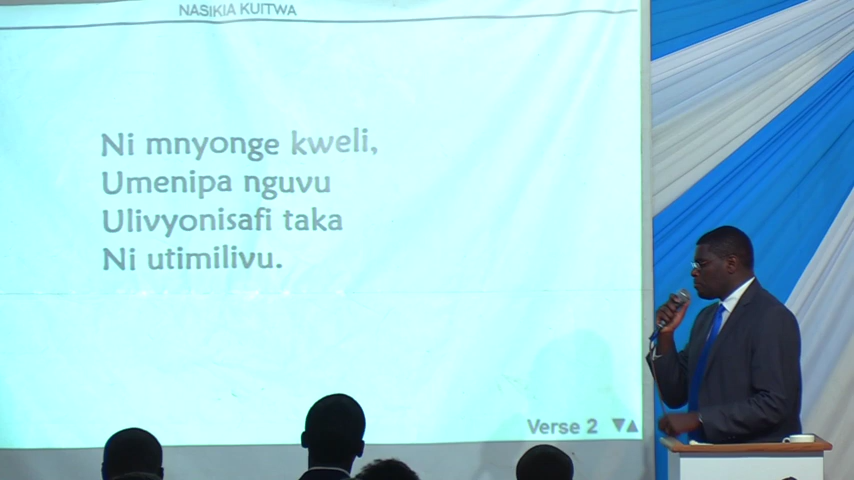 NASIKIA KUITWA
Ni mnyonge kweli,
Umenipa nguvu
Ulivyonisafi taka
Ni utimilivu.
Verse 2